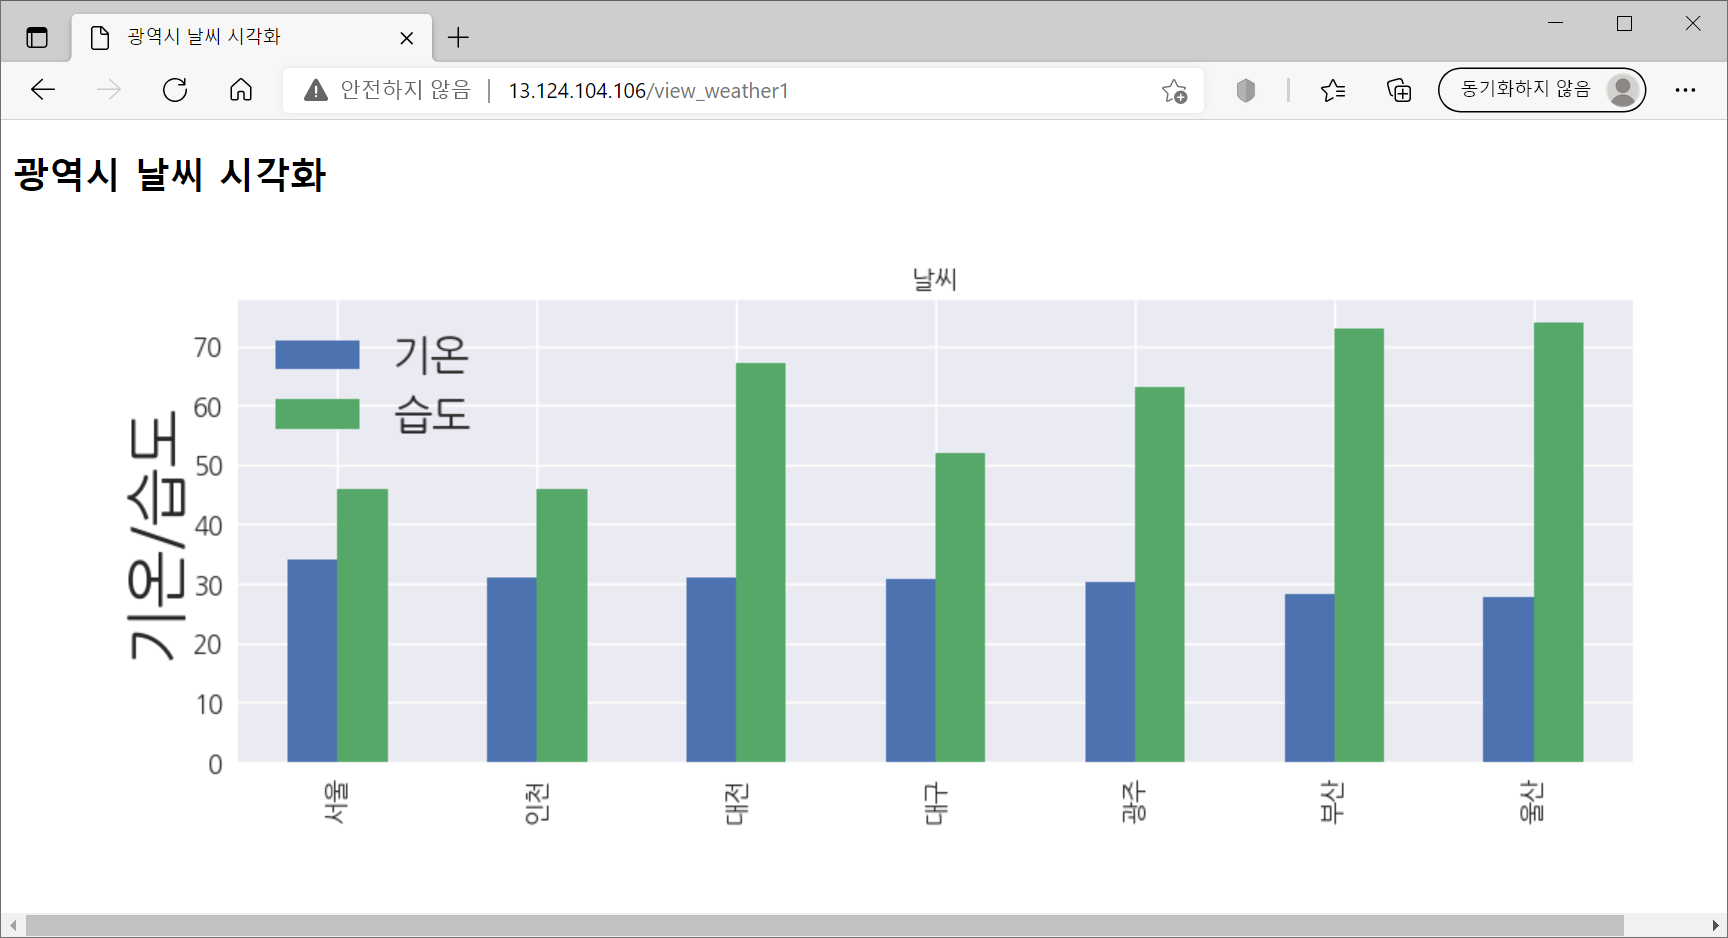 광역시 날씨 시각화
안전하지 않음 | 13.124.104.106/view_weather1
동기화하지 않음
광역시 날씨 시각화
날씨
기온
습도
기온/습도
70
60
50
40
30
20
10
0
서울 인천 대전 대구 광주 부산 울산